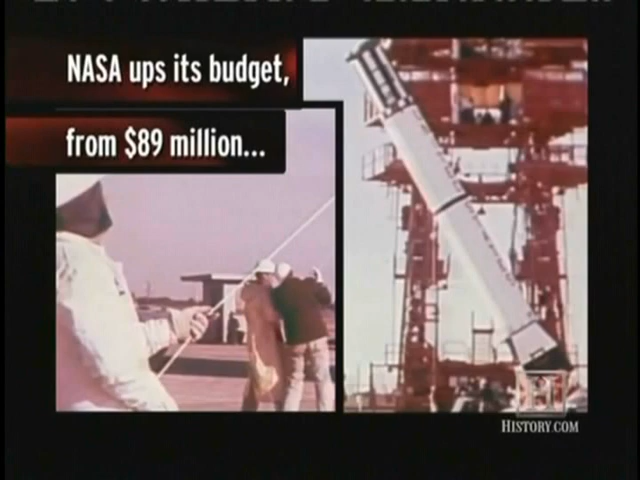 NASA ups its budget,
from $89 million...
H
HISTORY.COM